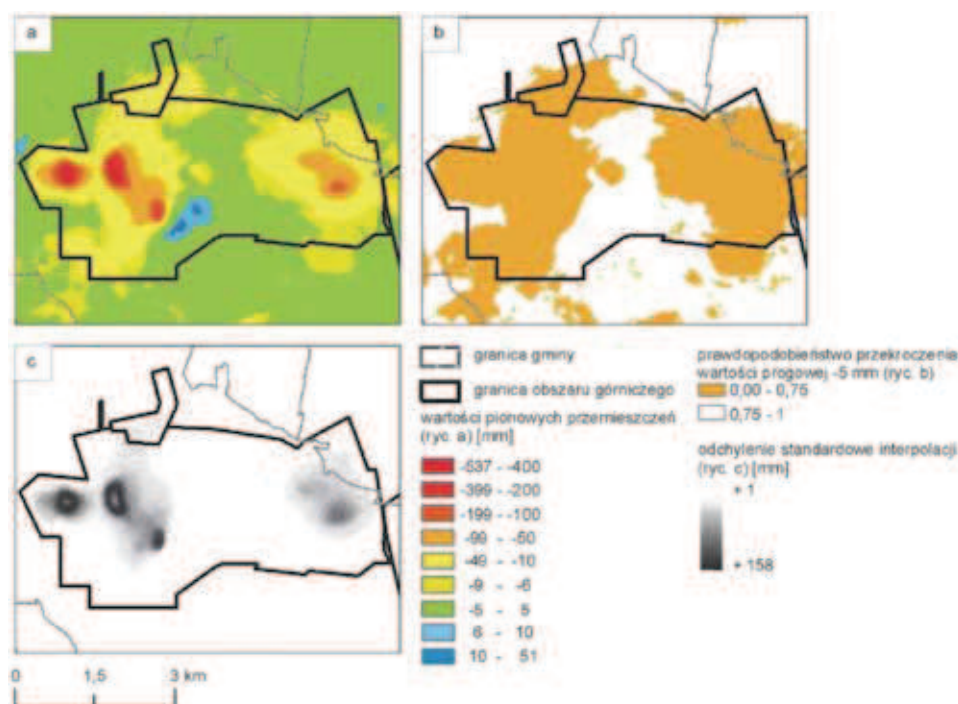 a
b
c
granica gminy
granica obszaru górniczego
wartości pionowych przemieszczeń
(ryc. a) [mm]
-537 - -400
-399 - -200
-199 - -100
-99 - -50
-49 - -10
-9 - -6
-5 - 5
6 - 10
10 - 51
prawdopodobieństwo przekroczenia
wartości progowej -5 mm (ryc. b)
0,00 - 0,75
0,75 - 1
odchylenie standardowe interpolacji
(ryc. c) [mm]
+ 1
+ 158
0 1,5 3 km